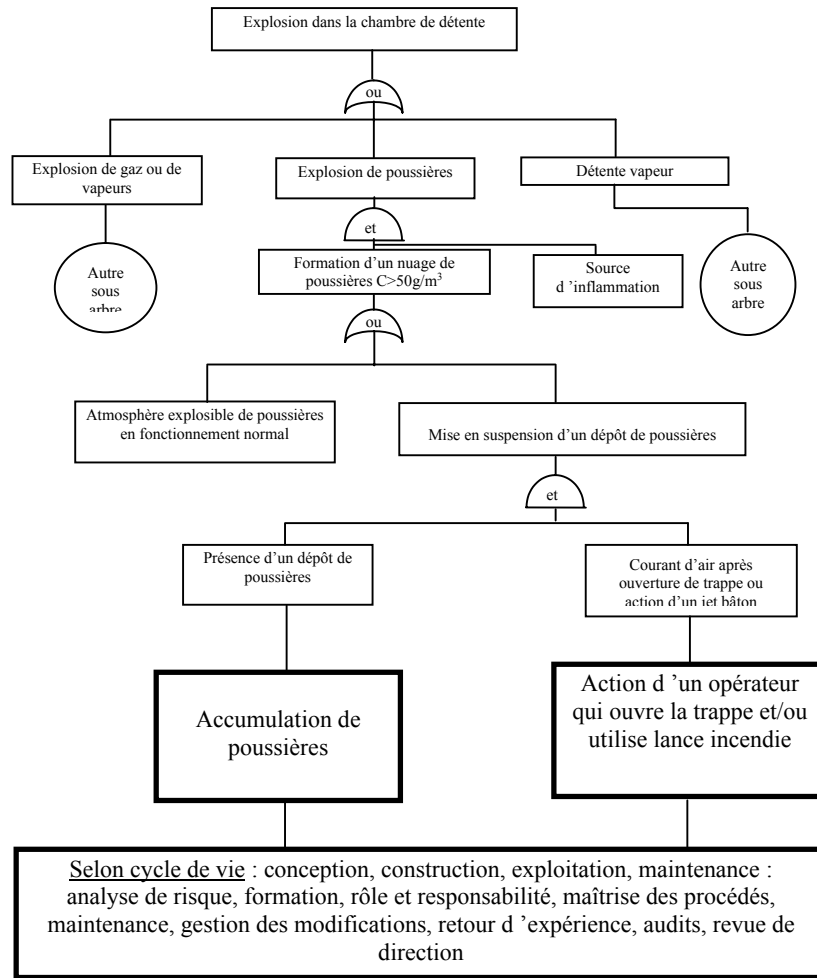 Explosion dans la chambre de détente
ou
Explosion de gaz ou de
vapeurs
Explosion de poussières
Détente vapeur
et
Autre
sous
arbre
Formation d'un nuage de
poussières C>50g/m³
Source
d 'inflammation
Autre
sous
arbre
ou
Atmosphère explosible de poussières
en fonctionnement normal
Mise en suspension d'un dépôt de poussières
et
Présence d'un dépôt de
poussières
Courant d'air après
ouverture de trappe ou
action d'un jet bâton
Accumulation de
poussières
Action d 'un opérateur
qui ouvre la trappe et/ou
utilise lance incendie
Selon cycle de vie : conception, construction, exploitation, maintenance :
analyse de risque, formation, rôle et responsabilité, maîtrise des procédés,
maintenance, gestion des modifications, retour d 'expérience, audits, revue de
direction